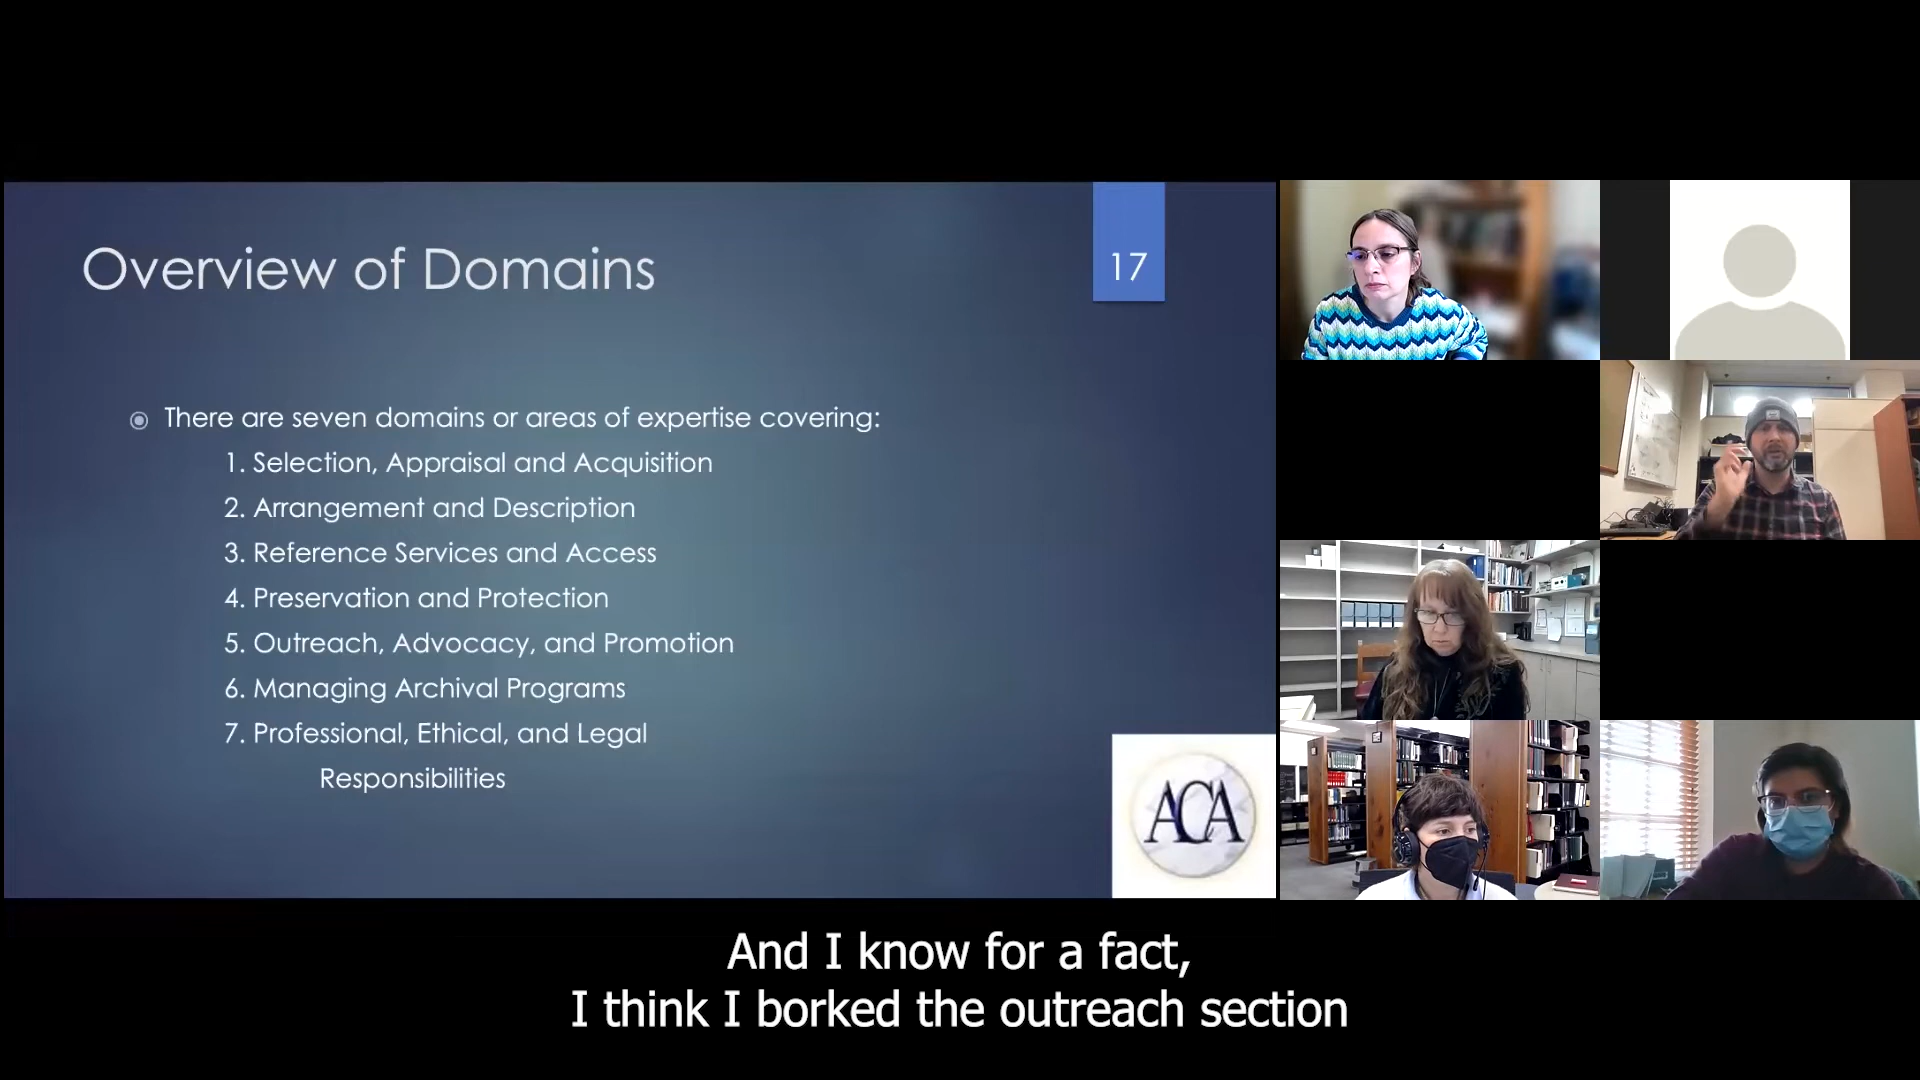 Overview of Domains
17
There are seven domains or areas of expertise covering:
1. Selection, Appraisal and Acquisition
2. Arrangement and Description
3. Reference Services and Access
4. Preservation and Protection
5. Outreach, Advocacy, and Promotion
6. Managing Archival Programs
7. Professional, Ethical, and Legal
Responsibilities
ACA
And I know for a fact,
I think I borked the outreach section